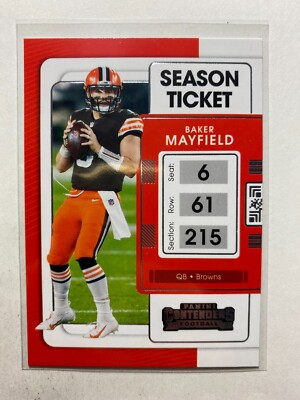 SEASON
TICKET
BAKER
MAYFIELD
Seat: 6
Row: 61
Section: 215
QB • Browns
PANINI
CONTENDERS
FOOTBALL